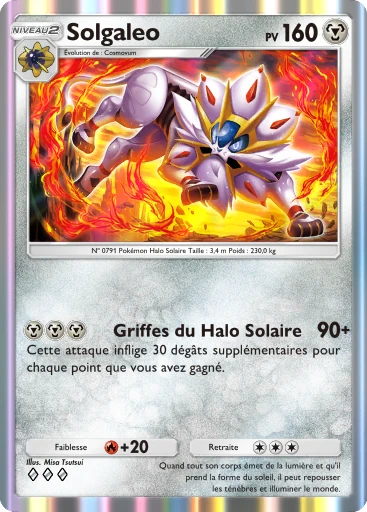 NIVEAU 2
Solgaleo
PV 160
Évolution de : Cosmovum
N° 0791 Pokémon Halo Solaire Taille : 3,4 m Poids : 230,0 kg
Griffes du Halo Solaire 90+
Cette attaque inflige 30 dégâts supplémentaires pour
chaque point que vous avez gagné.
Faiblesse +20
Retraite
Illus. Misa Tsutsui
Quand tout son corps émet de la lumière et qu'il
prend la forme du soleil, il peut repousser
les ténèbres et illuminer le monde.